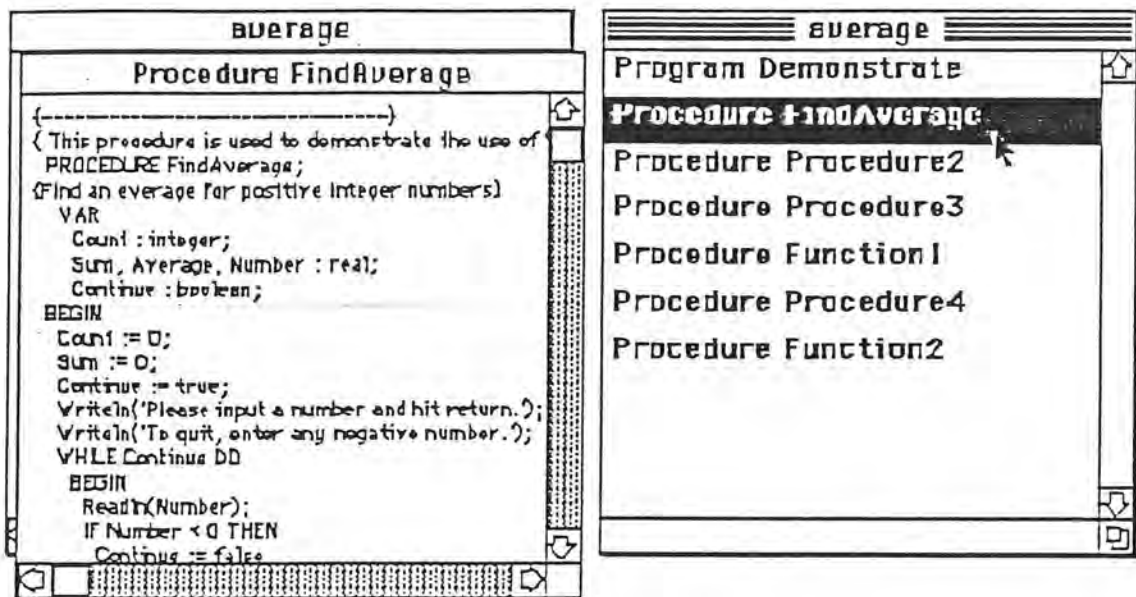 average
Procedure FindAverage
{----------------------------------}
{ This procedure is used to demonstrate the use of
PROCEDURE FindAverage;
{Find an everage for positive integer numbers}
VAR
Count : integer;
Sum, Average, Number : real;
Continue : boolean;
BEGIN
Count := 0;
Sum := 0;
Continue := true;
Writeln('Please input a number and hit return.');
Writeln('To quit, enter any negative number.');
WHILE Continue DO
BEGIN
Readln(Number);
IF Number < 0 THEN
Continue := false
average
Program Demonstrate
Procedure FindAverage
Procedure Procedure2
Procedure Procedure3
Procedure Function1
Procedure Procedure4
Procedure Function2